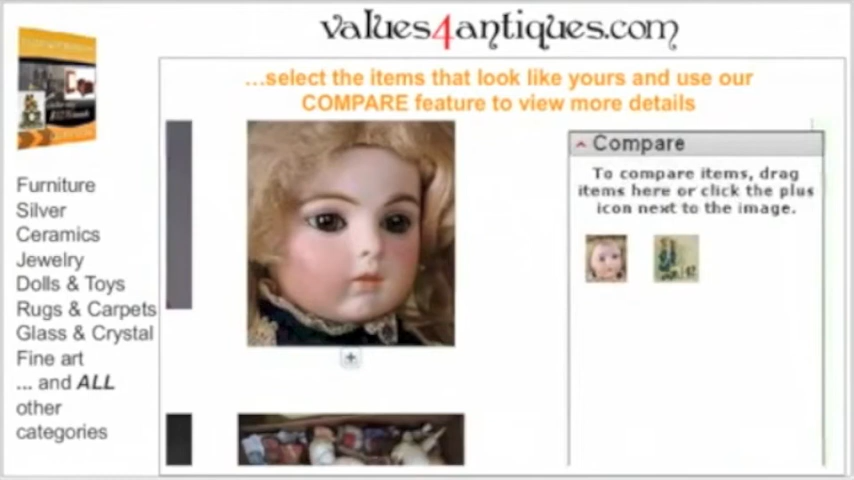 values4antiques.com
...select the items that look like yours and use our
COMPARE feature to view more details
Furniture
Silver
Ceramics
Jewelry
Dolls & Toys
Rugs & Carpets
Glass & Crystal
Fine art
... and ALL
other
categories
Compare
To compare items, drag
items here or click the plus
icon next to the image.